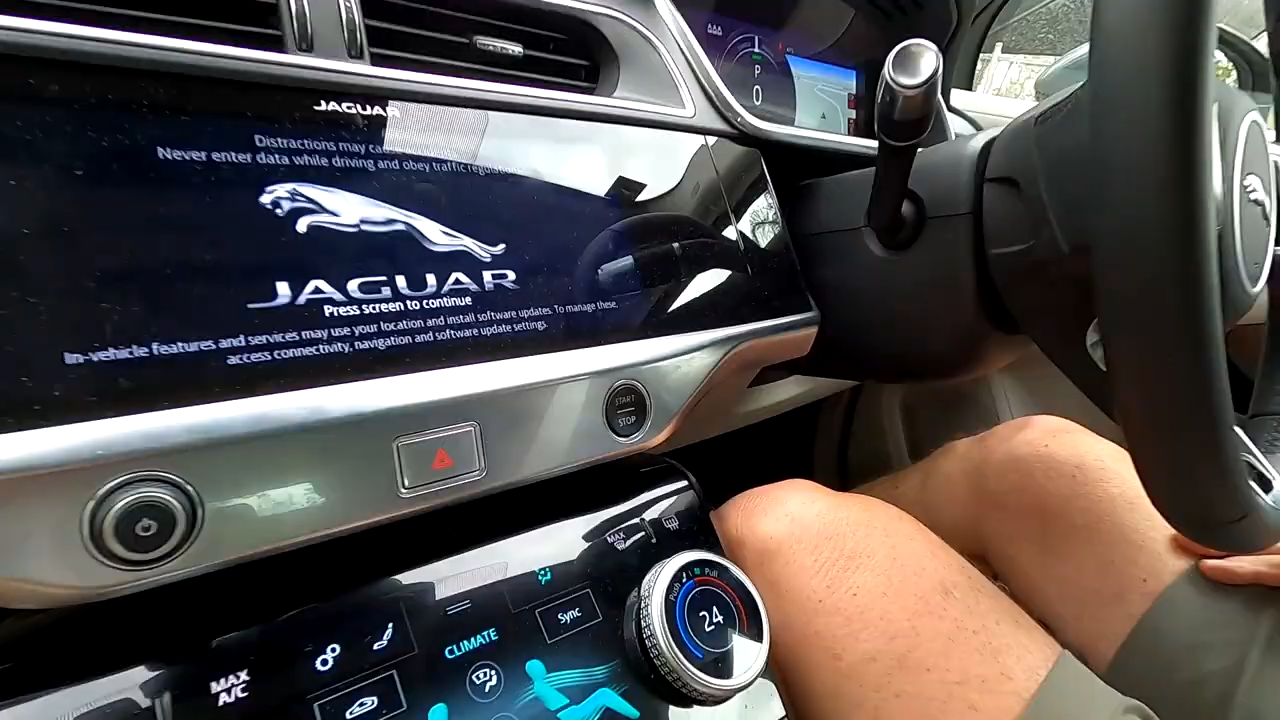 JAGUAR
Distractions may
Never enter data while driving and obey traffic regulations
JAGUAR
Press screen to continue
In-vehicle features and services may use your location and install software updates. To manage these,
access connectivity, navigation and software update settings.
P
0
START
STOP
MAX
Push
Pull
24
Sync
CLIMATE
MAX
A/C